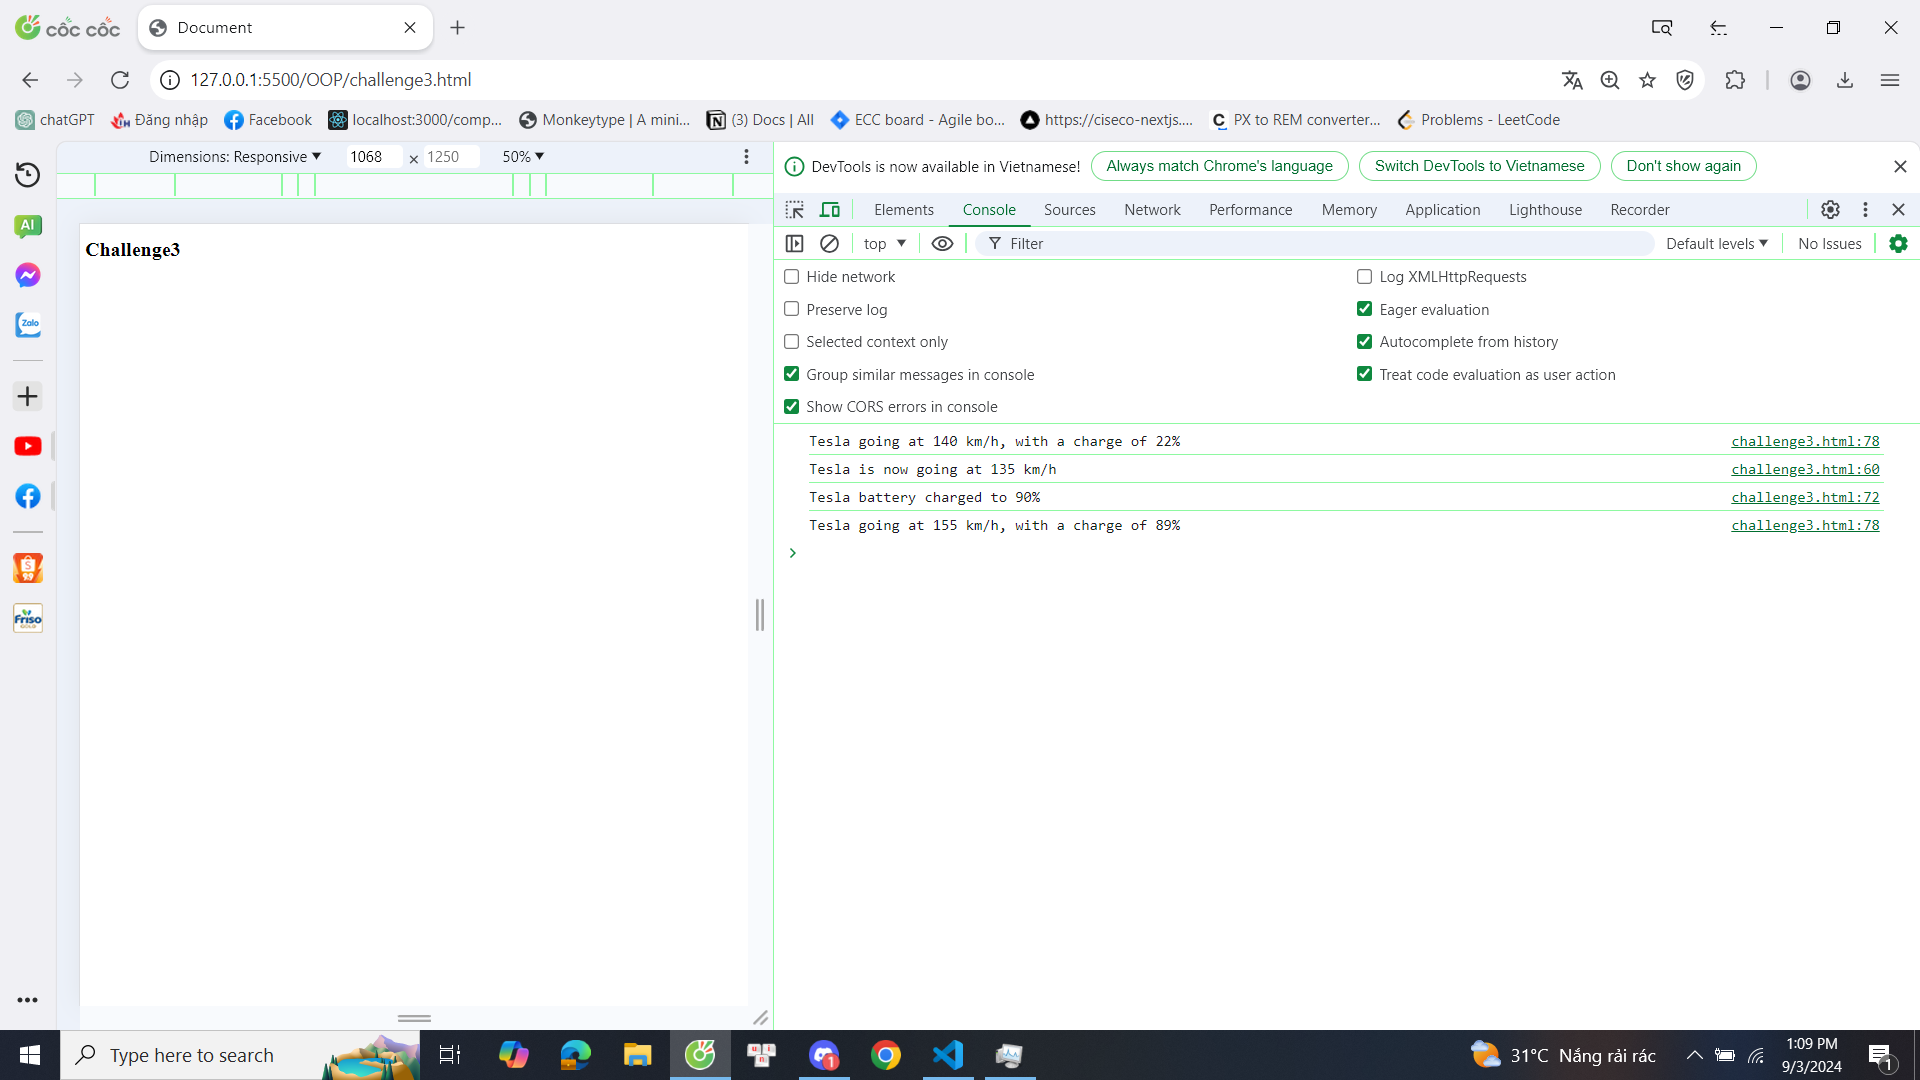 cốc cốc
Document
127.0.0.1:5500/OOP/challenge3.html
chatGPT
Đăng nhập
Facebook
localhost:3000/comp...
Monkeytype | A mini...
(3) Docs | All
ECC board - Agile bo...
https://ciseco-nextjs....
PX to REM converter...
Problems - LeetCode
Dimensions: Responsive
1068 × 1250
50%
DevTools is now available in Vietnamese!
Always match Chrome's language
Switch DevTools to Vietnamese
Don't show again
Elements
Console
Sources
Network
Performance
Memory
Application
Lighthouse
Recorder
top
Filter
Default levels
No Issues
Hide network
Log XMLHttpRequests
Preserve log
Eager evaluation
Selected context only
Autocomplete from history
Group similar messages in console
Treat code evaluation as user action
Show CORS errors in console
Tesla going at 140 km/h, with a charge of 22% challenge3.html:78
Tesla is now going at 135 km/h challenge3.html:60
Tesla battery charged to 90% challenge3.html:72
Tesla going at 155 km/h, with a charge of 89% challenge3.html:78
Challenge3
AI
Zalo
9.9
Friso
GOLD
Type here to search
1
31°C Nắng rải rác
1:09 PM
9/3/2024
1